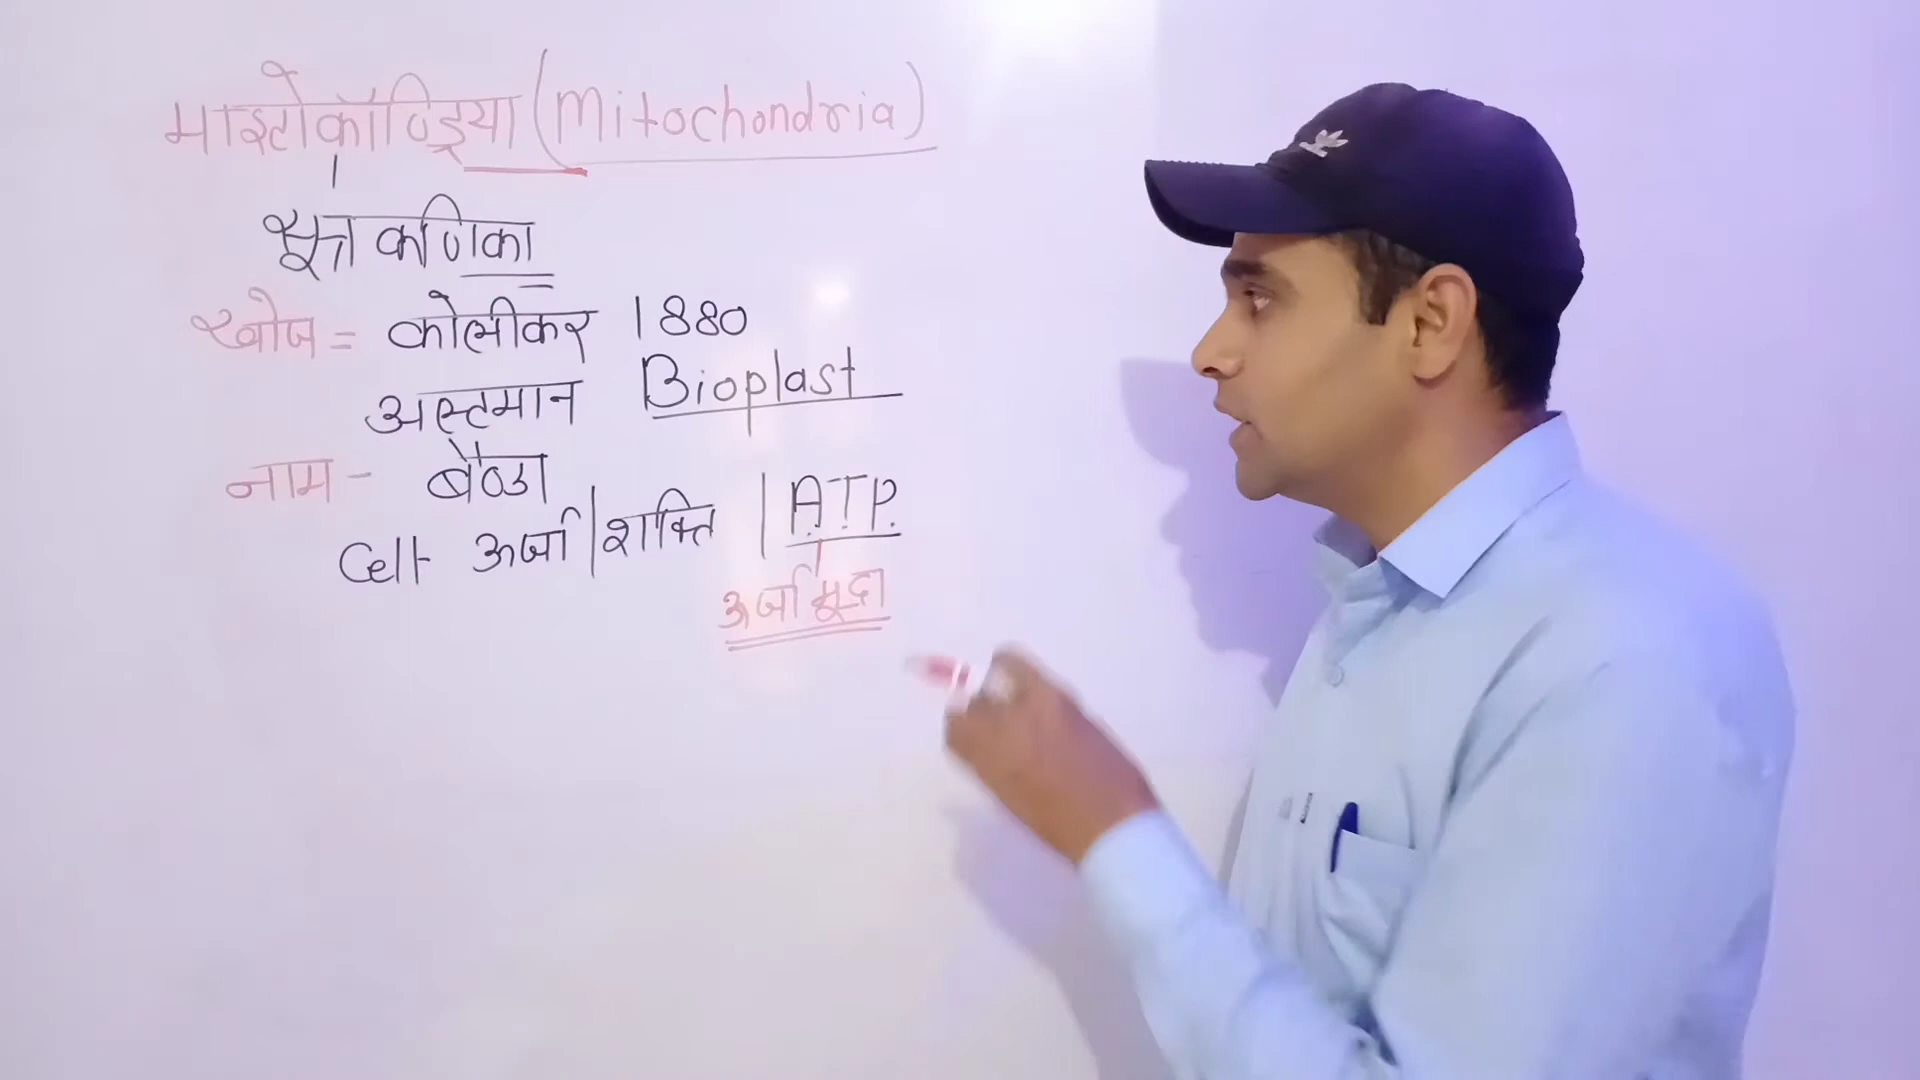 माइटोकॉण्ड्रिया (Mitochondria)
सूत्र कणिका
खोज = कोलीकर 1880
अल्टमान Bioplast
नाम - बेण्डा
Cell- ऊर्जा | शक्ति | A.T.P.
ऊर्जा मुद्रा